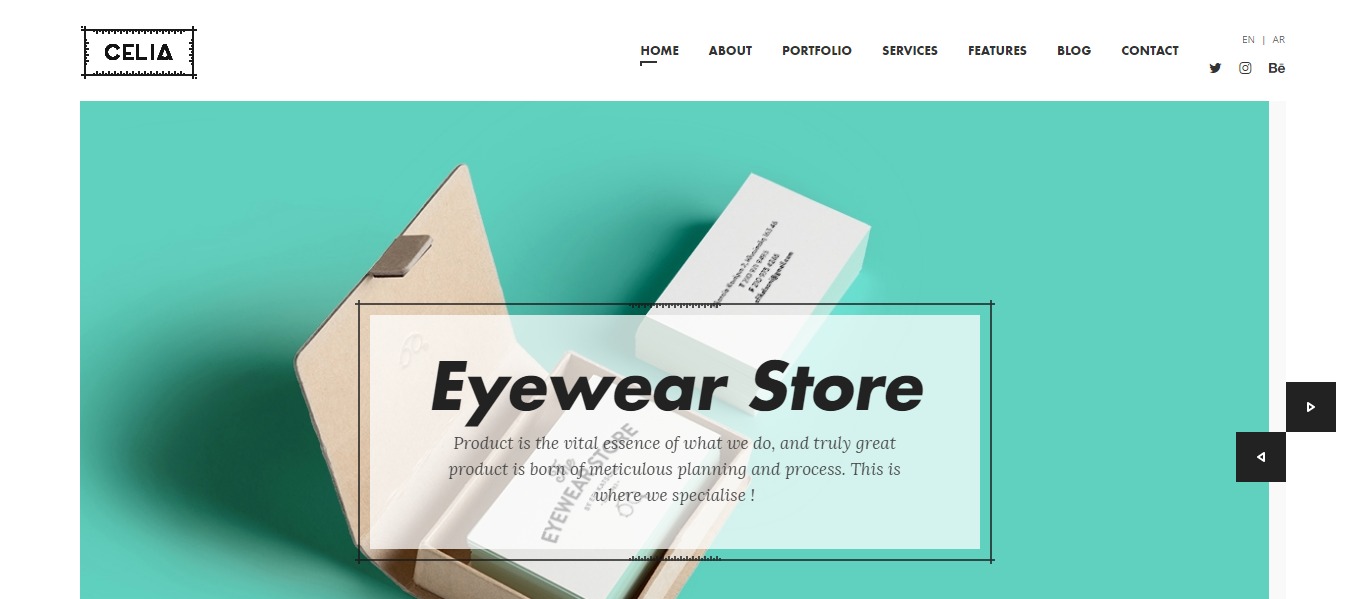 CELIA
HOME ABOUT PORTFOLIO SERVICES FEATURES BLOG CONTACT
EN | AR
Bē
Eyewear Store
Product is the vital essence of what we do, and truly great
product is born of meticulous planning and process. This is
where we specialise !
The
EYEWEAR STORE